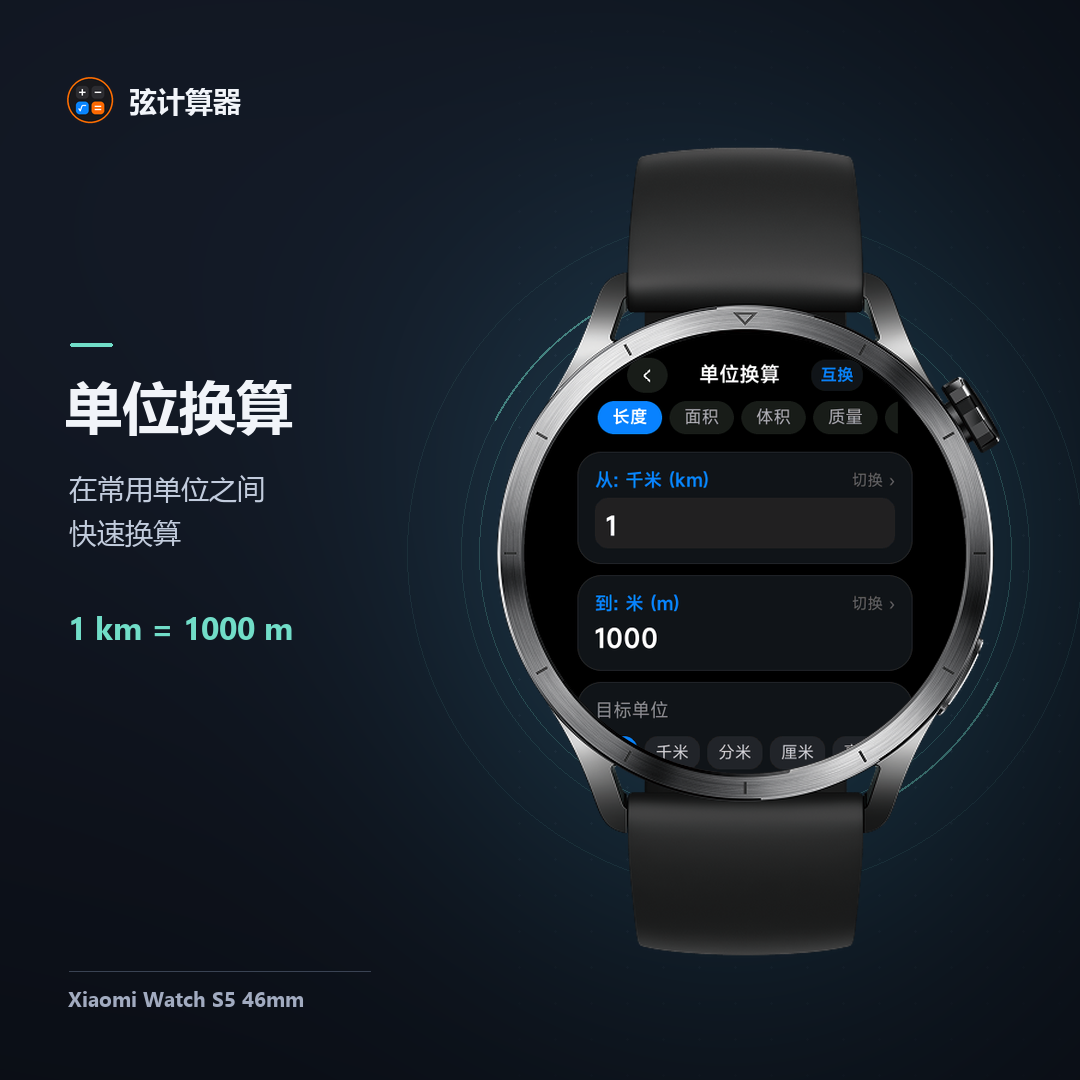 弦计算器
单位换算
在常用单位之间
快速换算
1 km = 1000 m
Xiaomi Watch S5 46mm
单位换算 互换
长度 面积 体积 质量
从: 千米 (km) 切换 ›
1
到: 米 (m) 切换 ›
1000
目标单位
千米 分米 厘米